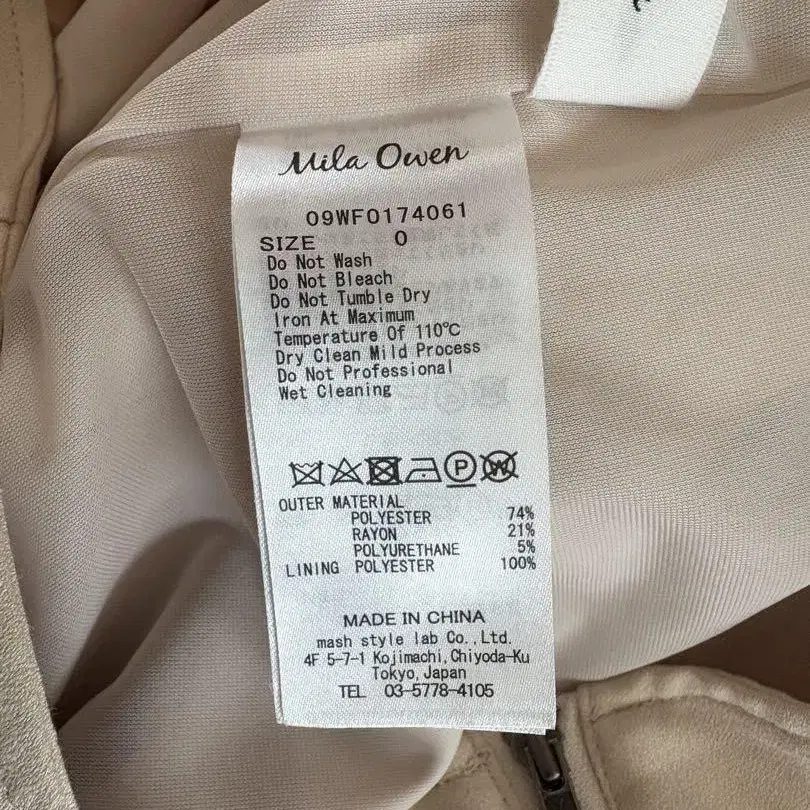 Mila Owen
09WF0174061
SIZE 0
Do Not Wash
Do Not Bleach
Do Not Tumble Dry
Iron At Maximum
Temperature Of 110℃
Dry Clean Mild Process
Do Not Professional
Wet Cleaning
P W
OUTER MATERIAL
POLYESTER 74%
RAYON 21%
POLYURETHANE 5%
LINING POLYESTER 100%
MADE IN CHINA
mash style lab Co.,Ltd.
4F 5-7-1 Kojimachi,Chiyoda-Ku
Tokyo,Japan
TEL 03-5778-4105